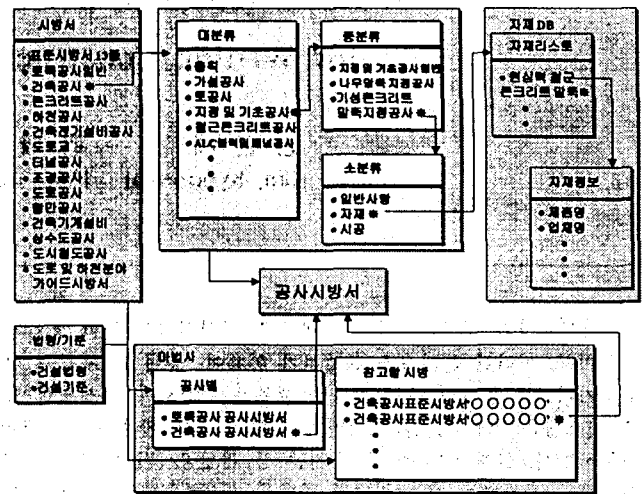 시방서
표준시방서 15종
토목공사일반
건축공사
콘크리트공사
하천공사
건축전기설비공사
도로교
터널공사
조경공사
도로공사
항만공사
건축기계설비
상수도공사
도시철도공사
도로 및 하천분야
가이드시방서
법령/기준
건설법령
건설기준
대분류
총칙
가설공사
토공사
지정 및 기초공사
철근콘크리트공사
ALC블럭및패널공사
중분류
지정 및 기초공사일반
나무말뚝지정공사
기성콘크리트
말뚝지정공사
소분류
일반사항
자재
시공
자재 DB
자재리스트
원심력 철근
콘크리트 말뚝
자재정보
제품명
업체명
공사시방서
마법사
공사별
토목공사 공사시방서
건축공사 공사시방서
참고할 시방
건축공사표준시방서 ○○○○○
건축공사표준시방서 ○○○○○